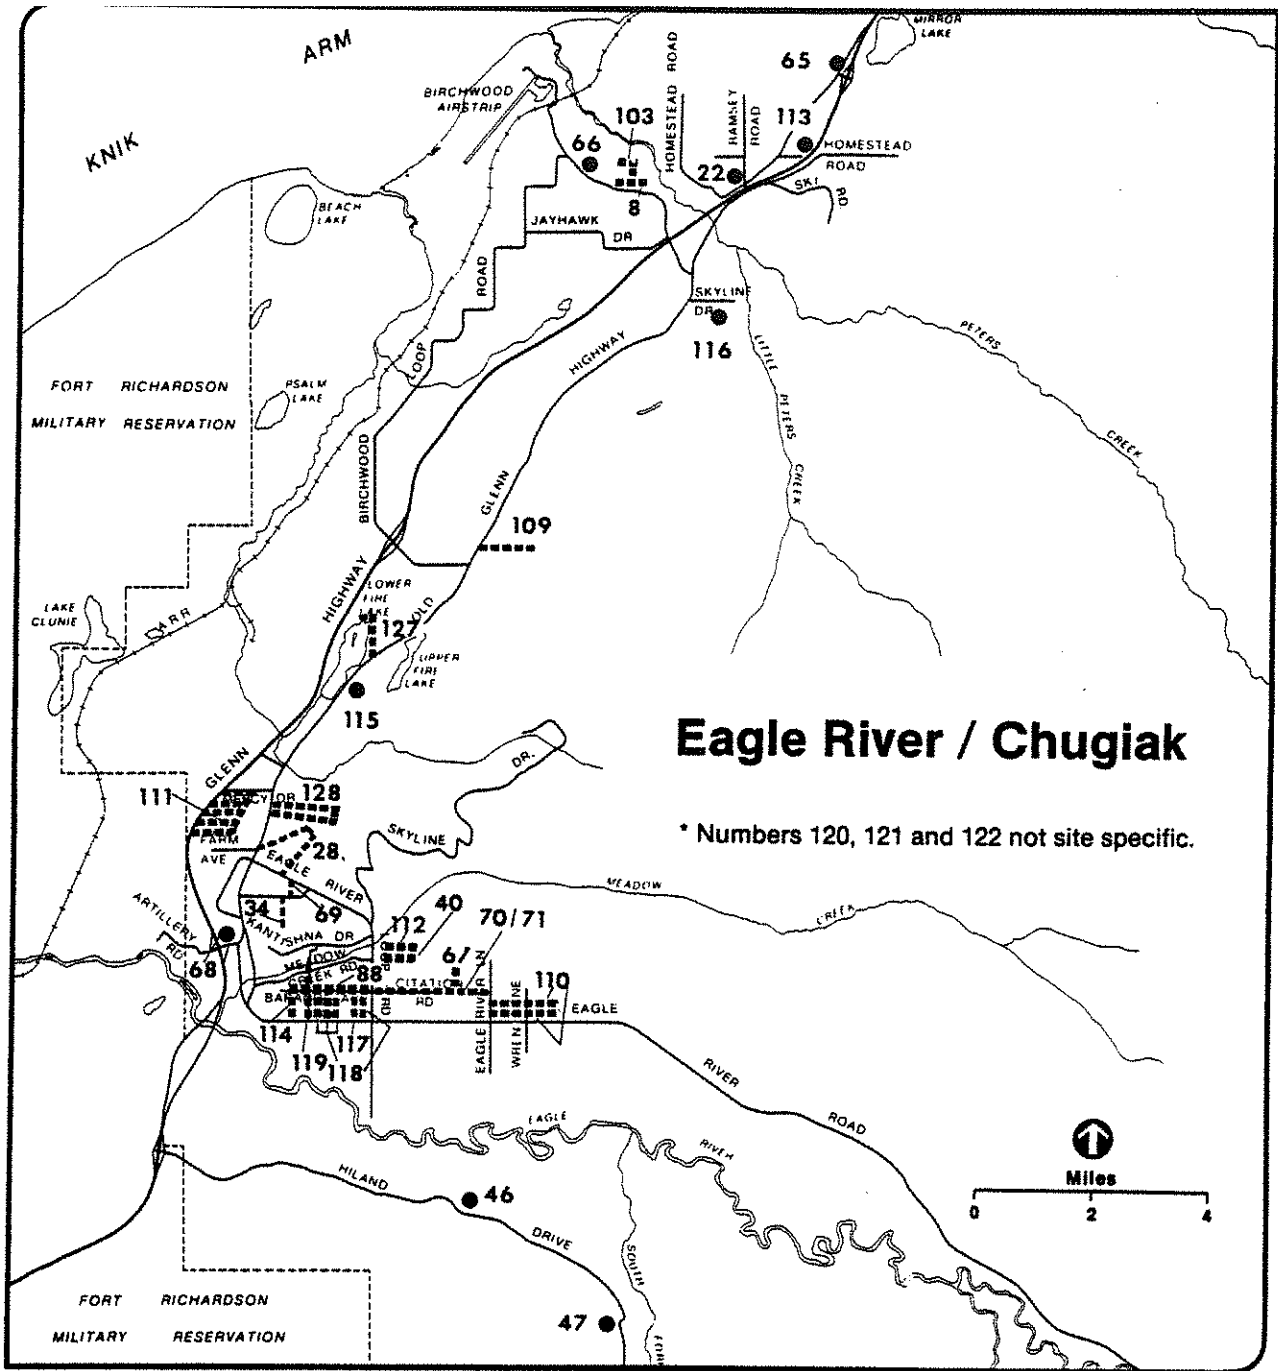 ARM
KNIK
MIRROR
LAKE
65
BIRCHWOOD
AIRSTRIP
HOMESTEAD ROAD
RAMSEY
ROAD
103
113
66
HOMESTEAD
ROAD
22
SKI
RD.
8
BEACH
LAKE
JAYHAWK
DR
ROAD
SKYLINE
DR
116
HIGHWAY
LITTLE
PETERS
CREEK
PETERS
CREEK
LOOP
FORT RICHARDSON
MILITARY RESERVATION
PSALM
LAKE
BIRCHWOOD
GLENN
109
HIGHWAY
LOWER
FIRE
LAKE
OLD
127
LAKE
CLUNIE
ARR
UPPER
FIRE
LAKE
115
Eagle River / Chugiak
* Numbers 120, 121 and 122 not site specific.
GLENN
DR.
111
DR
128
SKYLINE
FARM
AVE
28
EAGLE
RIVER
MEADOW
CREEK
ARTILLERY
RD
34
69
KANTISHNA DR
112
40
70/71
68
MEADOW
CREEK RD
88
67
CITATION
RD
EAGLE RIVER LN
110
EAGLE
RD
WREN
114
119
118
117
RIVER
ROAD
EAGLE
RIVER
HILAND
DRIVE
46
SOUTH
FORK
47
Miles
0 2 4
FORT RICHARDSON
MILITARY RESERVATION